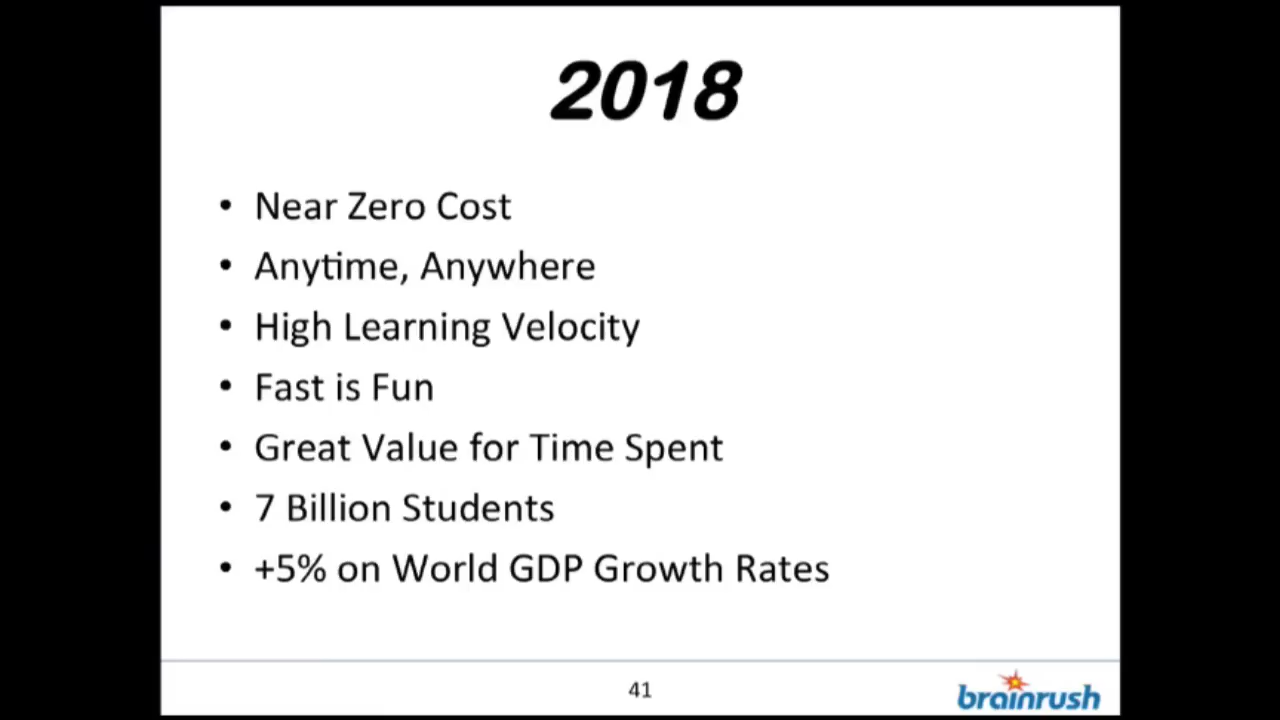 2018
• Near Zero Cost
• Anytime, Anywhere
• High Learning Velocity
• Fast is Fun
• Great Value for Time Spent
• 7 Billion Students
• +5% on World GDP Growth Rates
41
brainrush